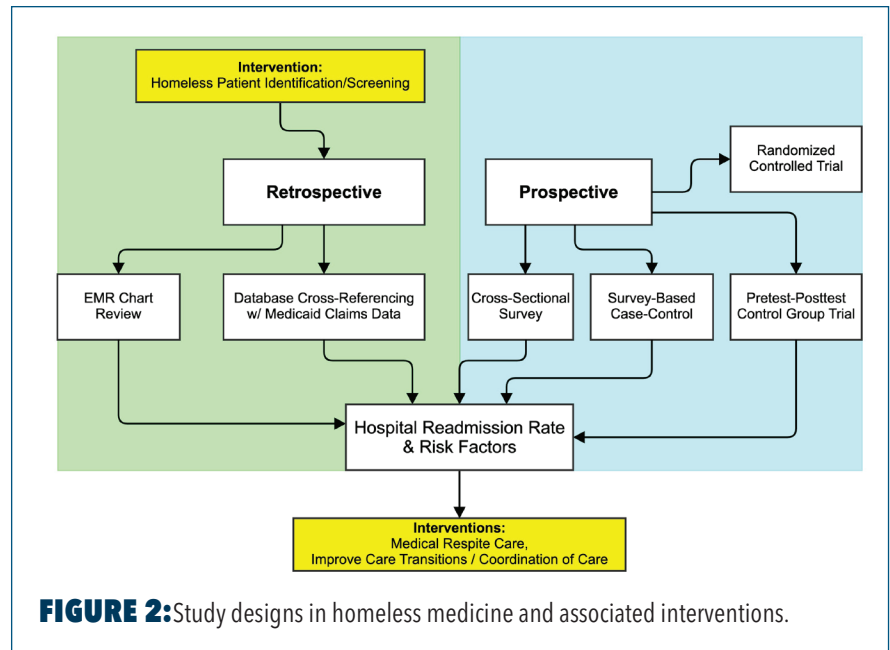 Intervention:
Homeless Patient Identification/Screening
Retrospective
Prospective
Randomized
Controlled Trial
EMR Chart
Review
Database Cross-Referencing
w/ Medicaid Claims Data
Cross-Sectional
Survey
Survey-Based
Case-Control
Pretest-Posttest
Control Group Trial
Hospital Readmission Rate
& Risk Factors
Interventions:
Medical Respite Care,
Improve Care Transitions / Coordination of Care
FIGURE 2: Study designs in homeless medicine and associated interventions.